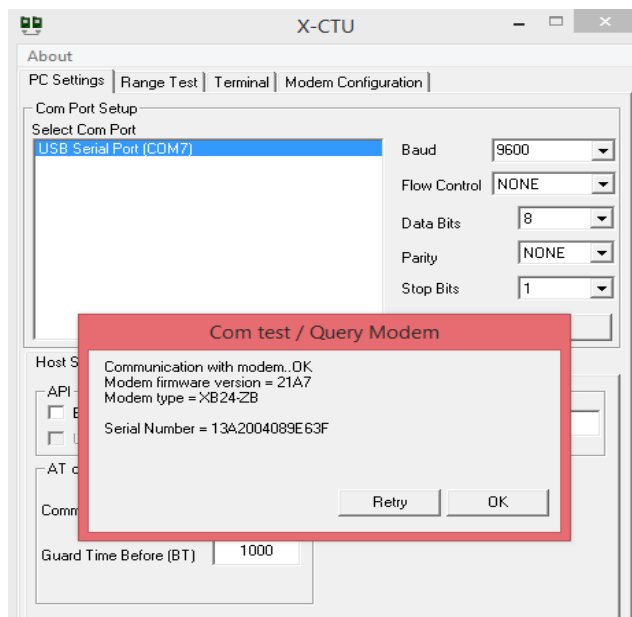 X-CTU
About
PC Settings Range Test Terminal Modem Configuration
Com Port Setup
Select Com Port
USB Serial Port (COM7)
Baud 9600
Flow Control NONE
Data Bits 8
Parity NONE
Stop Bits 1
Com test / Query Modem
Communication with modem..OK
Modem firmware version = 21A7
Modem type = XB24-ZB
Serial Number = 13A2004089E63F
Retry OK
Host S
API
AT c
Comm
Guard Time Before (BT) 1000